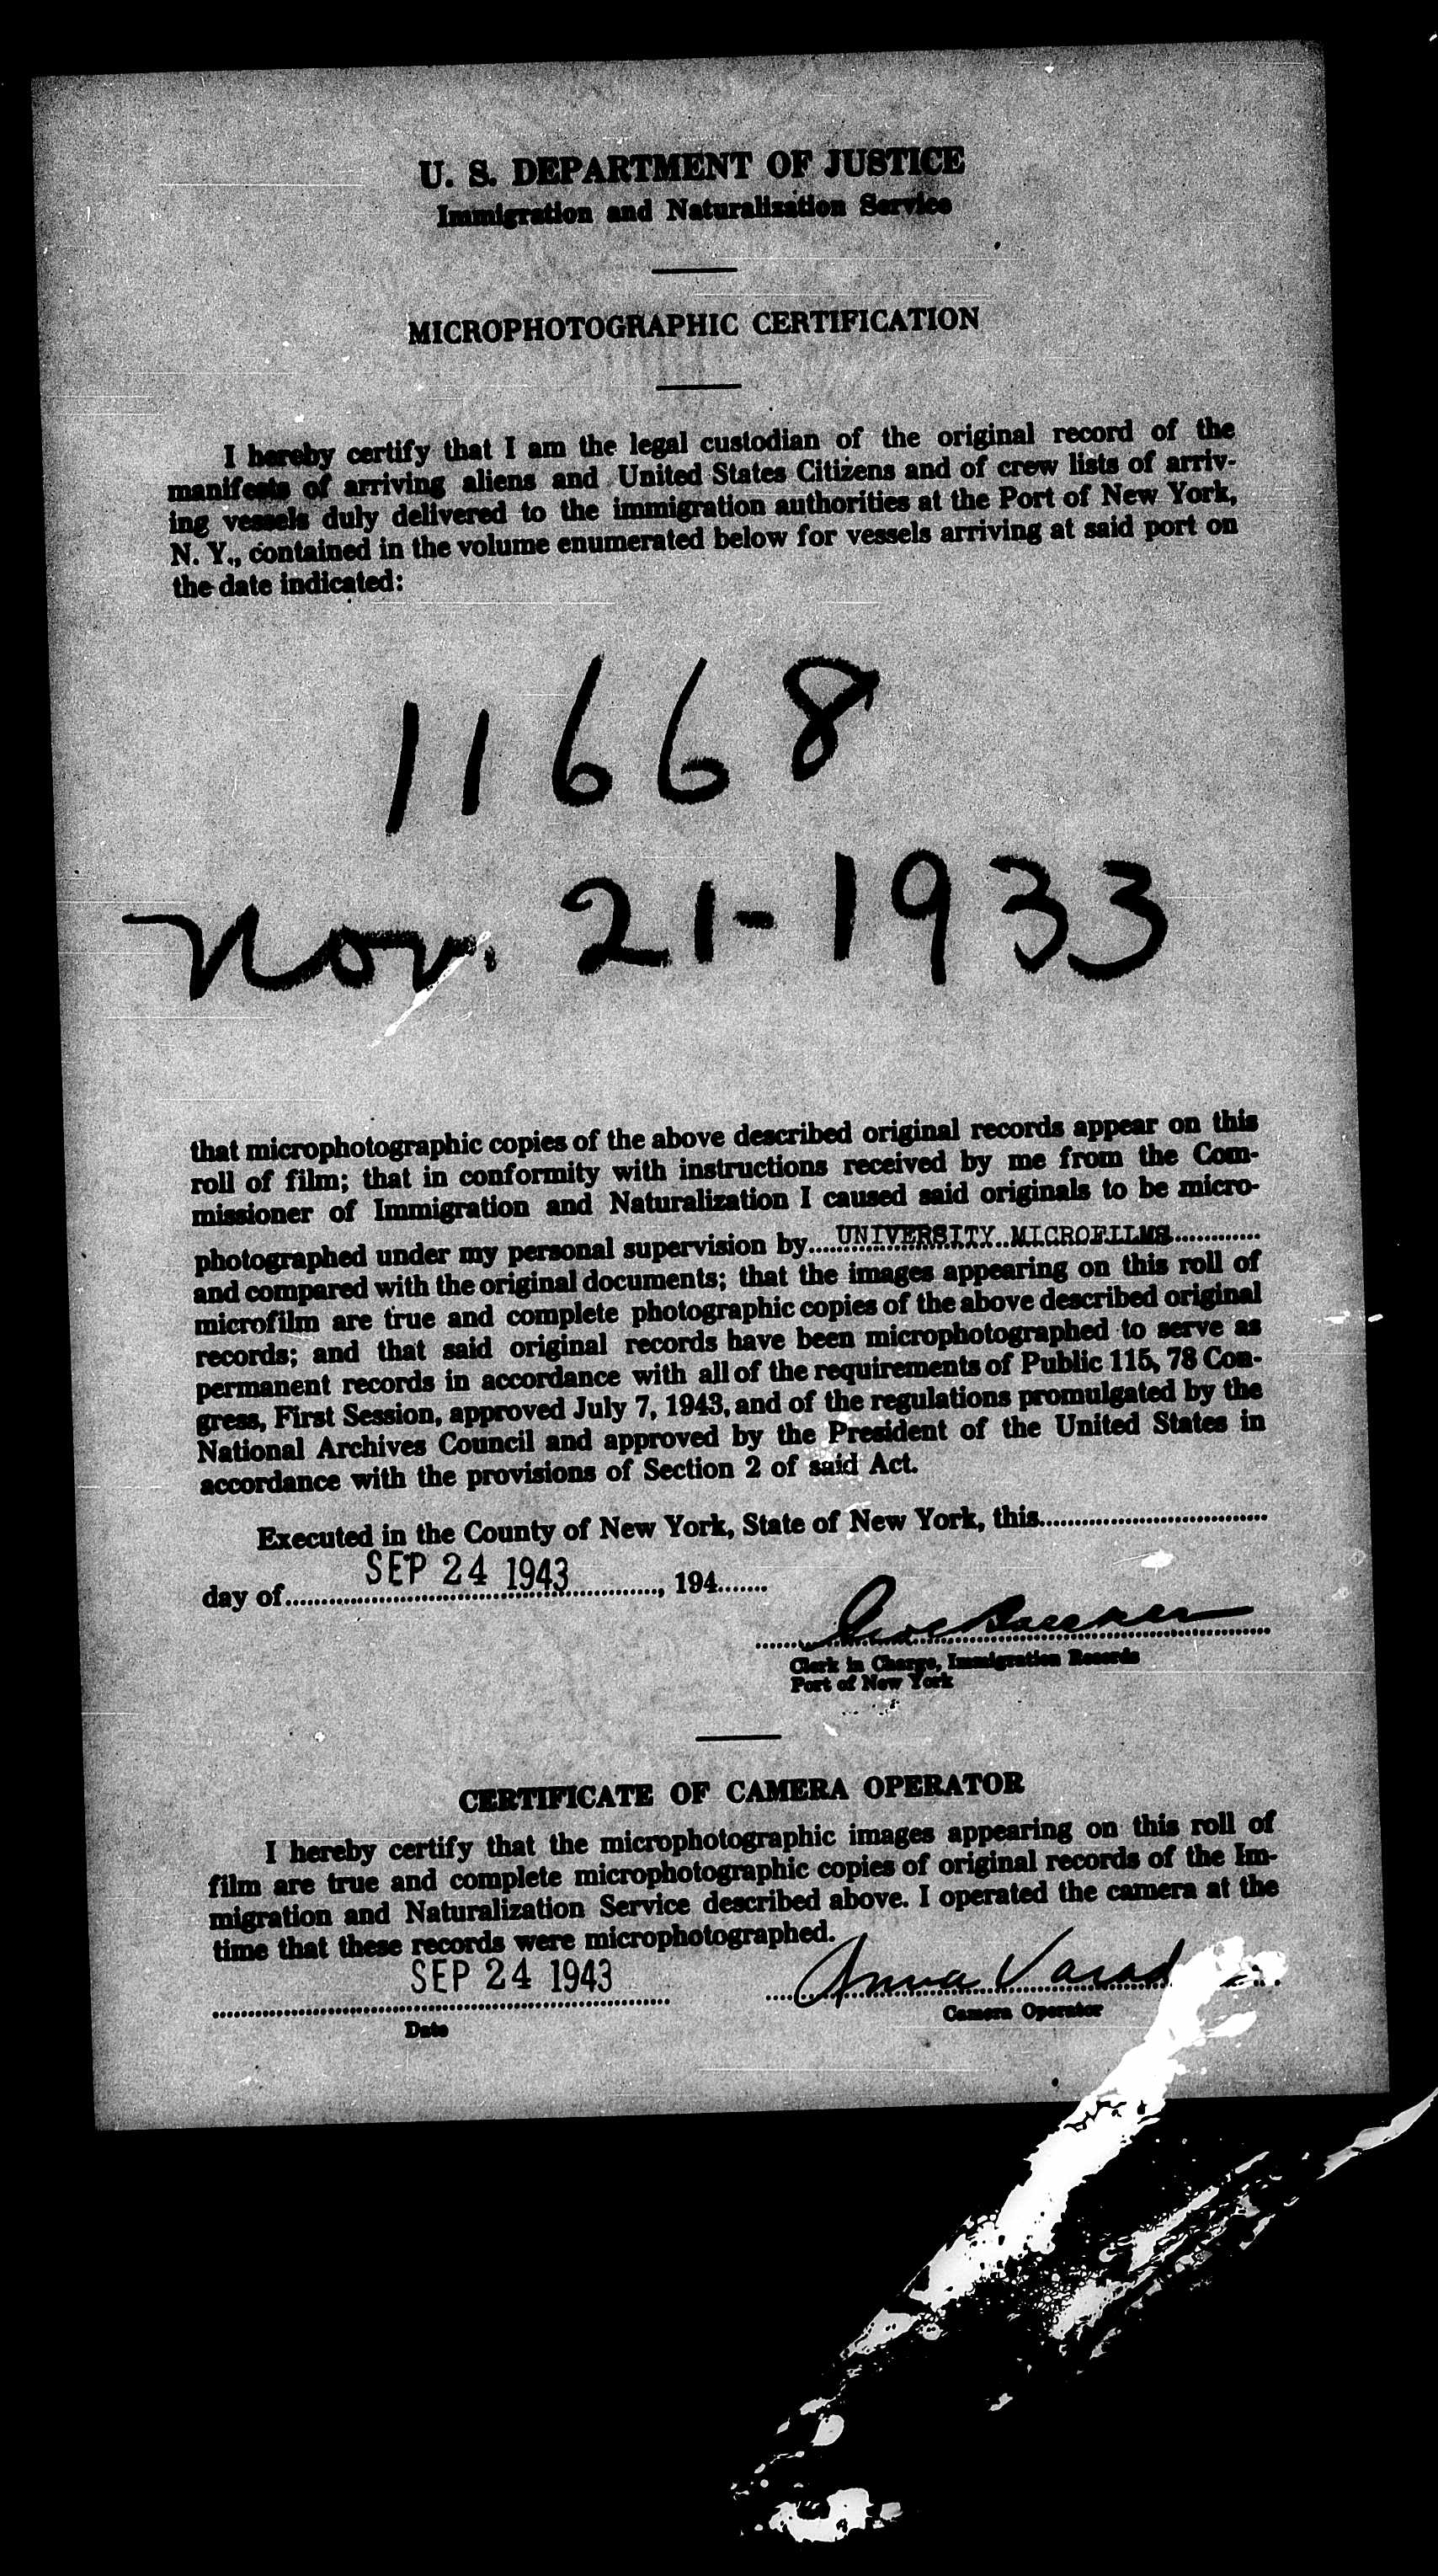 U. S. DEPARTMENT OF JUSTICE
Immigration and Naturalization Service
MICROPHOTOGRAPHIC CERTIFICATION
I hereby certify that I am the legal custodian of the original record of the
manifests of arriving aliens and United States Citizens and of crew lists of arriv-
ing vessels duly delivered to the immigration authorities at the Port of New York,
N. Y., contained in the volume enumerated below for vessels arriving at said port on
the date indicated:
11668
Nov. 21-1933
that microphotographic copies of the above described original records appear on this
roll of film; that in conformity with instructions received by me from the Com-
missioner of Immigration and Naturalization I caused said originals to be micro-
photographed under my personal supervision by UNIVERSITY MICROFILMS
and compared with the original documents; that the images appearing on this roll of
microfilm are true and complete photographic copies of the above described original
records; and that said original records have been microphotographed to serve as
permanent records in accordance with all of the requirements of Public 115, 78 Con-
gress, First Session, approved July 7, 1943, and of the regulations promulgated by the
National Archives Council and approved by the President of the United States in
accordance with the provisions of Section 2 of said Act.
Executed in the County of New York, State of New York, this
day of SEP 24 1943, 194
Clerk in Charge, Immigration Records
Port of New York
CERTIFICATE OF CAMERA OPERATOR
I hereby certify that the microphotographic images appearing on this roll of
film are true and complete microphotographic copies of original records of the Im-
migration and Naturalization Service described above. I operated the camera at the
time that these records were microphotographed.
SEP 24 1943 Anna
Date Camera Operator